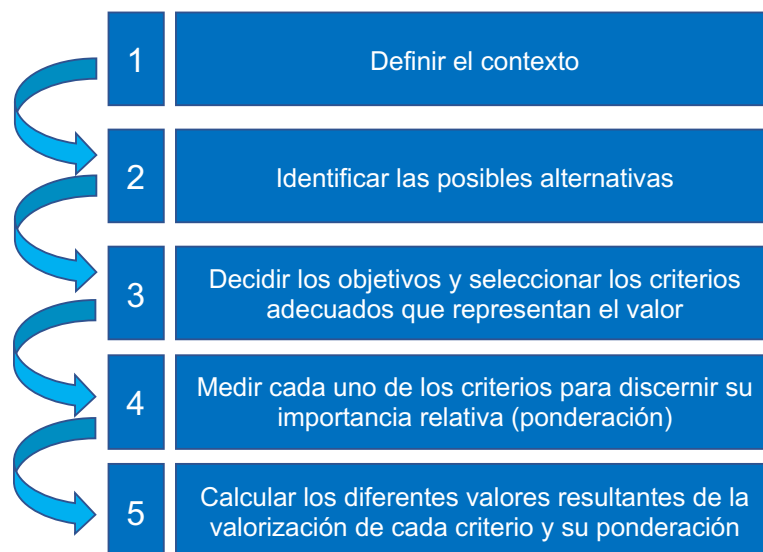 1
Definir el contexto
2
Identificar las posibles alternativas
3
Decidir los objetivos y seleccionar los criterios
adecuados que representan el valor
4
Medir cada uno de los criterios para discernir su
importancia relativa (ponderación)
5
Calcular los diferentes valores resultantes de la
valorización de cada criterio y su ponderación